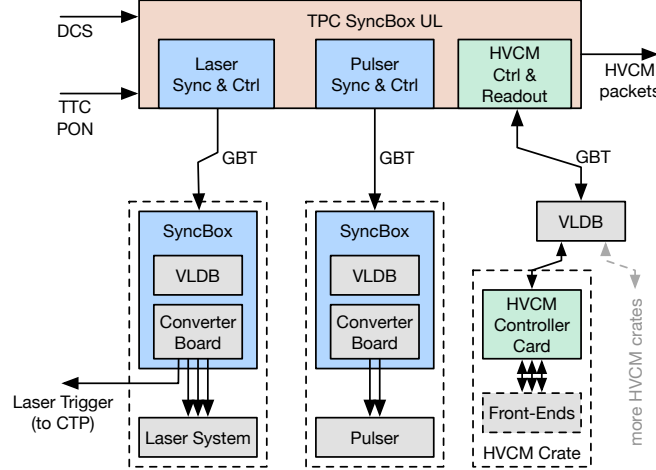 TPC SyncBox UL
DCS
TTC
PON
Laser
Sync & Ctrl
Pulser
Sync & Ctrl
HVCM
Ctrl &
Readout
HVCM
packets
GBT
GBT
GBT
SyncBox
VLDB
Converter
Board
Laser Trigger
(to CTP)
Laser System
SyncBox
VLDB
Converter
Board
Pulser
VLDB
HVCM
Controller
Card
Front-Ends
HVCM Crate
more HVCM crates